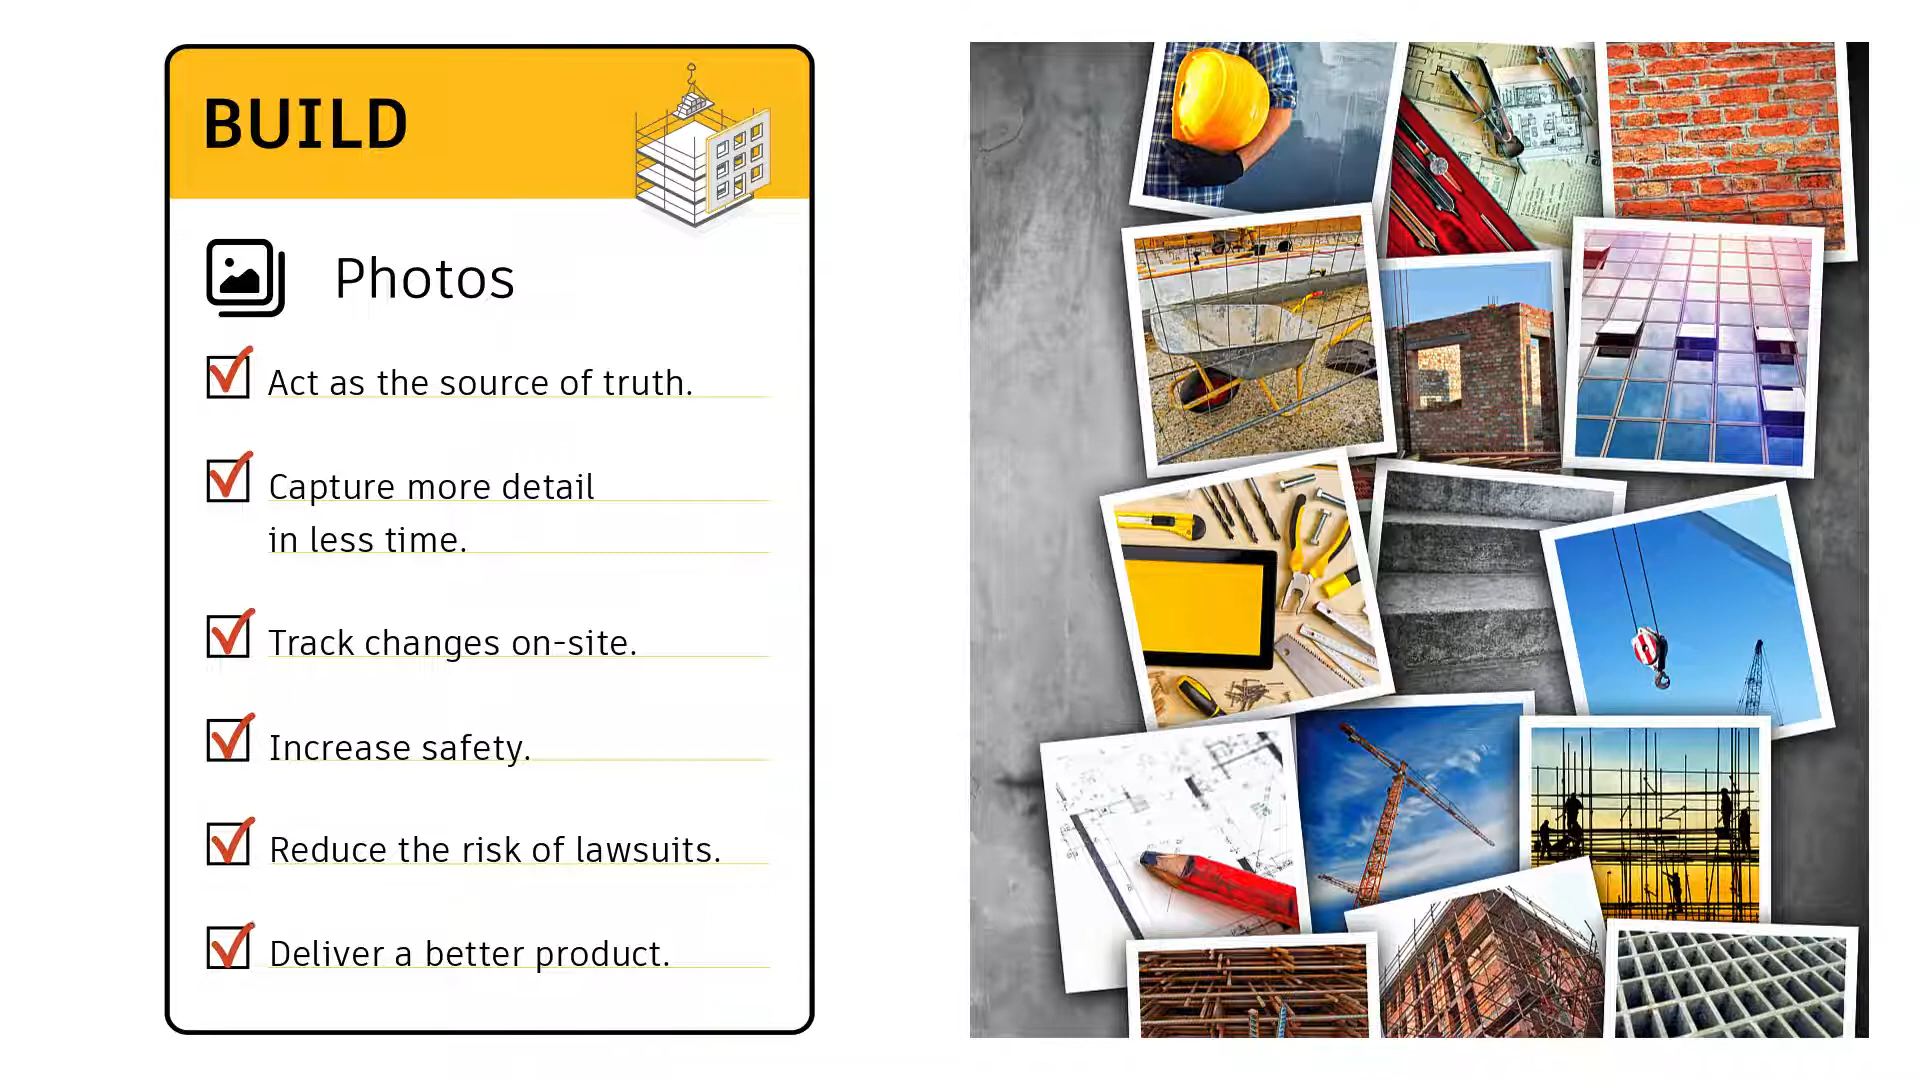 BUILD
Photos
Act as the source of truth.
Capture more detail
in less time.
Track changes on-site.
Increase safety.
Reduce the risk of lawsuits.
Deliver a better product.